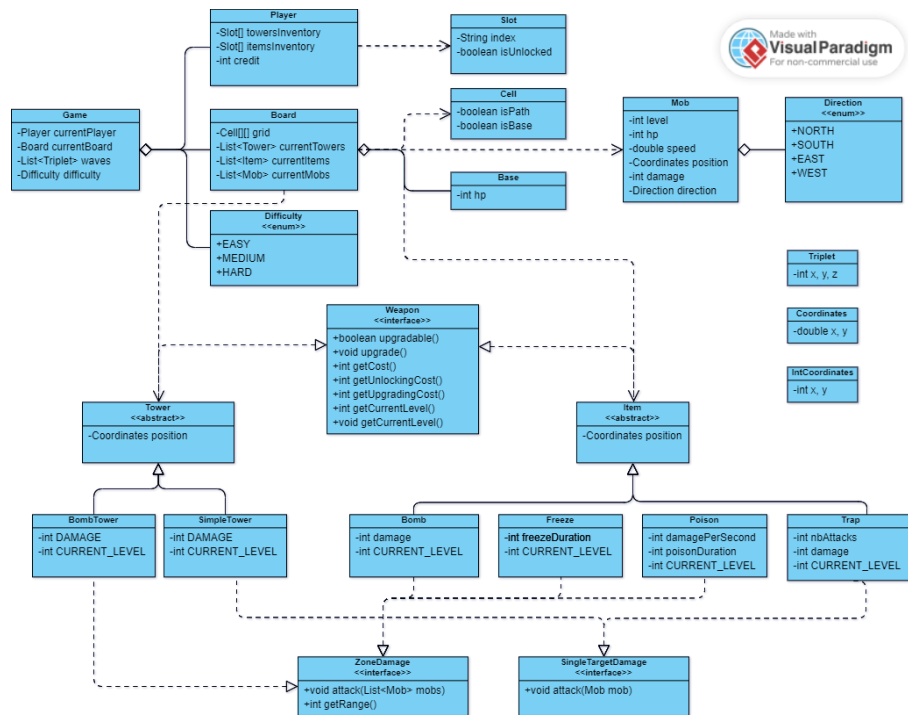 Player
-Slot[] towersInventory
-Slot[] itemsInventory
-int credit
Slot
-String index
-boolean isUnlocked
Made with
VisualParadigm
For non-commercial use
Game
-Player currentPlayer
-Board currentBoard
-List<Triplet> waves
-Difficulty difficulty
Board
-Cell[][] grid
-List<Tower> currentTowers
-List<Item> currentItems
-List<Mob> currentMobs
Cell
-boolean isPath
-boolean isBase
Base
-int hp
Mob
-int level
-int hp
-double speed
-Coordinates position
-int damage
-Direction direction
Direction
<<enum>>
+NORTH
+SOUTH
+EAST
+WEST
Difficulty
<<enum>>
+EASY
+MEDIUM
+HARD
Triplet
-int x, y, z
Coordinates
-double x, y
IntCoordinates
-int x, y
Weapon
<<interface>>
+boolean upgradable()
+void upgrade()
+int getCost()
+int getUnlockingCost()
+int getUpgradingCost()
+int getCurrentLevel()
+void getCurrentLevel()
Tower
<<abstract>>
-Coordinates position
Item
<<abstract>>
-Coordinates position
BombTower
-int DAMAGE
-int CURRENT_LEVEL
SimpleTower
-int DAMAGE
-int CURRENT_LEVEL
Bomb
-int damage
-int CURRENT_LEVEL
Freeze
-int freezeDuration
-int CURRENT_LEVEL
Poison
-int damagePerSecond
-int poisonDuration
-int CURRENT_LEVEL
Trap
-int nbAttacks
-int damage
-int CURRENT_LEVEL
ZoneDamage
<<interface>>
+void attack(List<Mob> mobs)
+int getRange()
SingleTargetDamage
<<interface>>
+void attack(Mob mob)